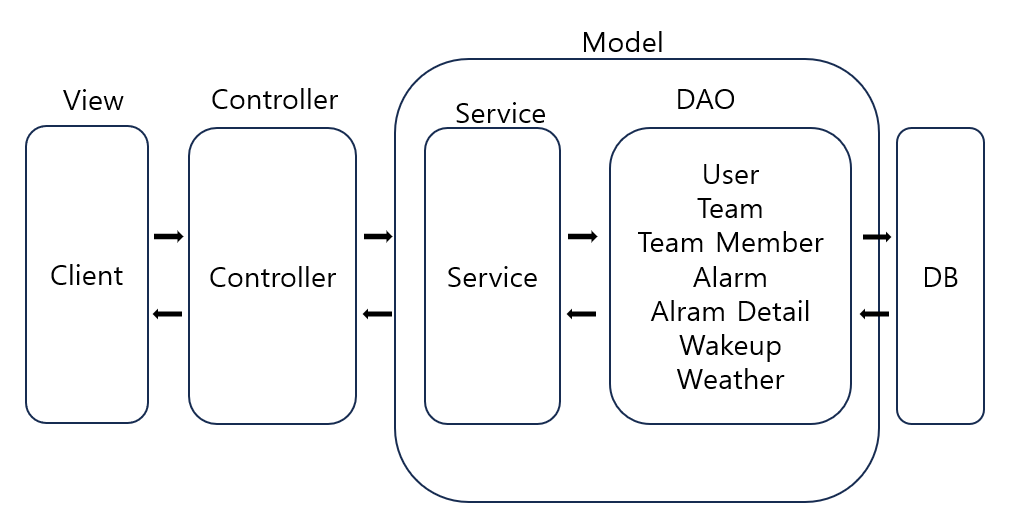 Model
View
Controller
Service
DAO
Client
Controller
Service
User
Team
Team Member
Alarm
Alram Detail
Wakeup
Weather
DB